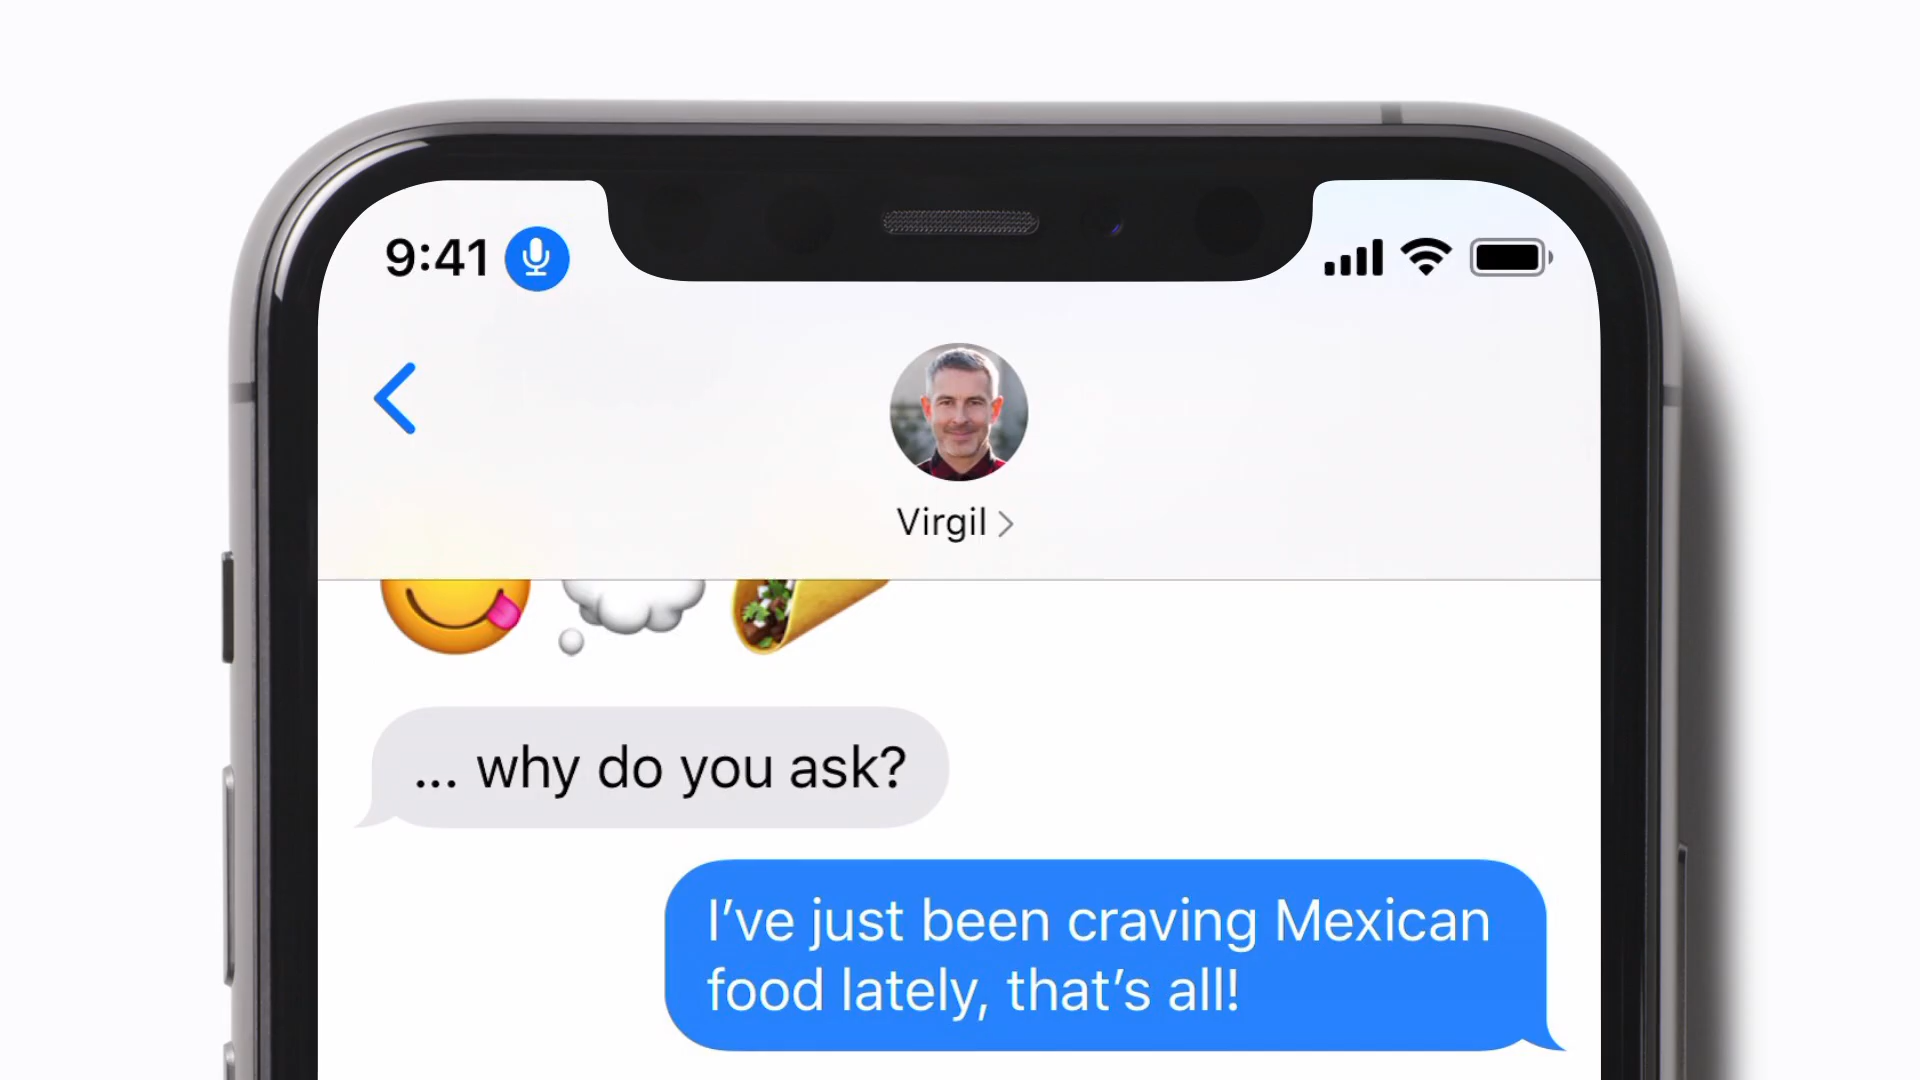 9:41
Virgil
... why do you ask?
I’ve just been craving Mexican
food lately, that’s all!